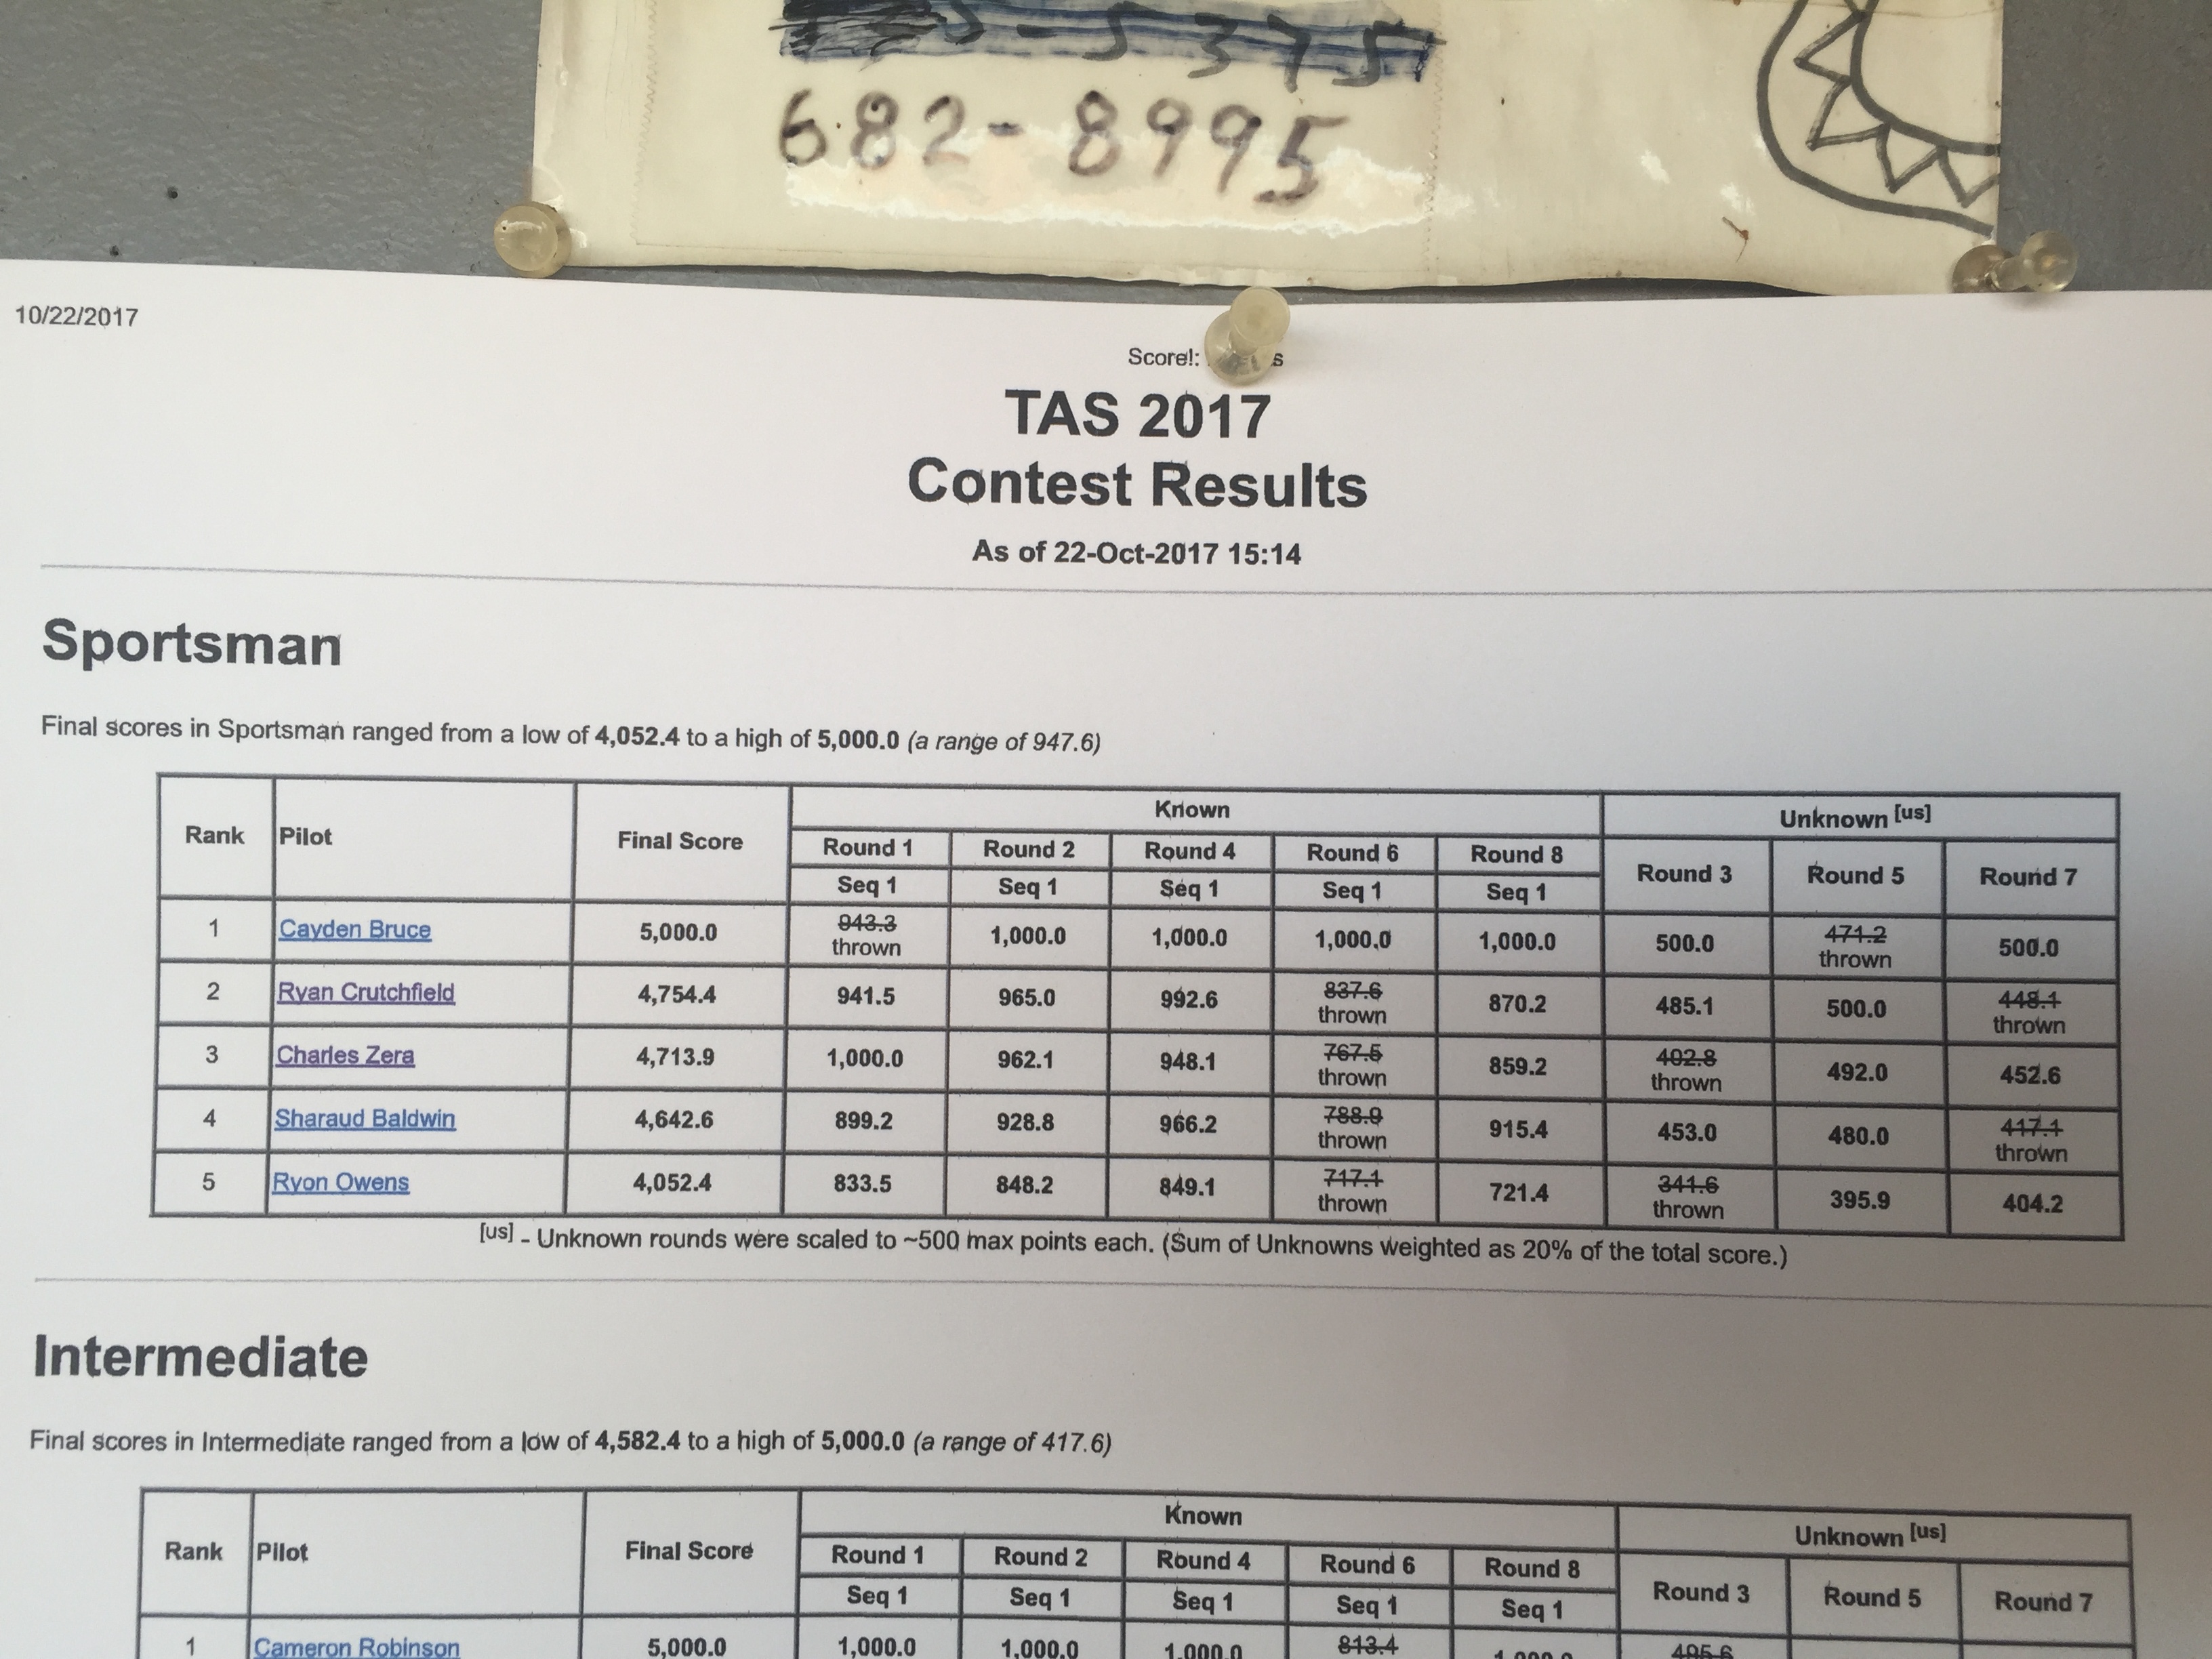 5375
682-8995
10/22/2017
Score!:
TAS 2017
Contest Results
As of 22-Oct-2017 15:14
Sportsman
Final scores in Sportsman ranged from a low of 4,052.4 to a high of 5,000.0 (a range of 947.6)
Known Unknown [us]
Rank Pilot Final Score Round 1 Round 2 Round 4 Round 6 Round 8 Round 3 Round 5 Round 7
Seq 1 Seq 1 Seq 1 Seq 1 Seq 1
1 Cayden Bruce 5,000.0 943.3 thrown 1,000.0 1,000.0 1,000.0 1,000.0 500.0 471.2 thrown 500.0
2 Ryan Crutchfield 4,754.4 941.5 965.0 992.6 837.6 thrown 870.2 485.1 500.0 448.1 thrown
3 Charles Zera 4,713.9 1,000.0 962.1 948.1 767.5 thrown 859.2 402.8 thrown 492.0 452.6
4 Sharaud Baldwin 4,642.6 899.2 928.8 966.2 788.9 thrown 915.4 453.0 480.0 417.1 thrown
5 Ryon Owens 4,052.4 833.5 848.2 849.1 717.1 thrown 721.4 341.6 thrown 395.9 404.2
[us] - Unknown rounds were scaled to ~500 max points each. (Sum of Unknowns weighted as 20% of the total score.)
Intermediate
Final scores in Intermediate ranged from a low of 4,582.4 to a high of 5,000.0 (a range of 417.6)
Known Unknown [us]
Rank Pilot Final Score Round 1 Round 2 Round 4 Round 6 Round 8 Round 3 Round 5 Round 7
Seq 1 Seq 1 Seq 1 Seq 1 Seq 1
1 Cameron Robinson 5,000.0 1,000.0 1,000.0 1,000.0 813.4